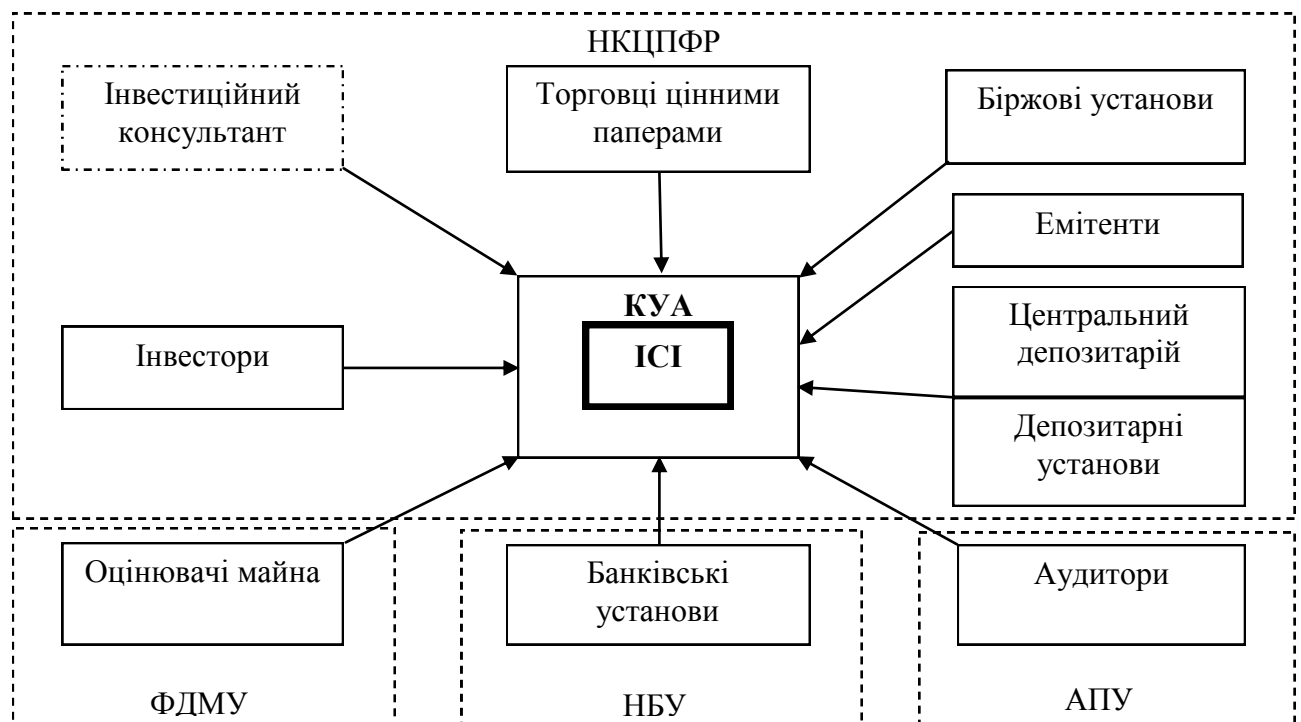 НКЦПФР
Інвестиційний
консультант
Торговці цінними
паперами
Біржові установи
Емітенти
КУА
ІСІ
Інвестори
Центральний
депозитарій
Депозитарні
установи
Оцінювачі майна
Банківські
установи
Аудитори
ФДМУ
НБУ
АПУ